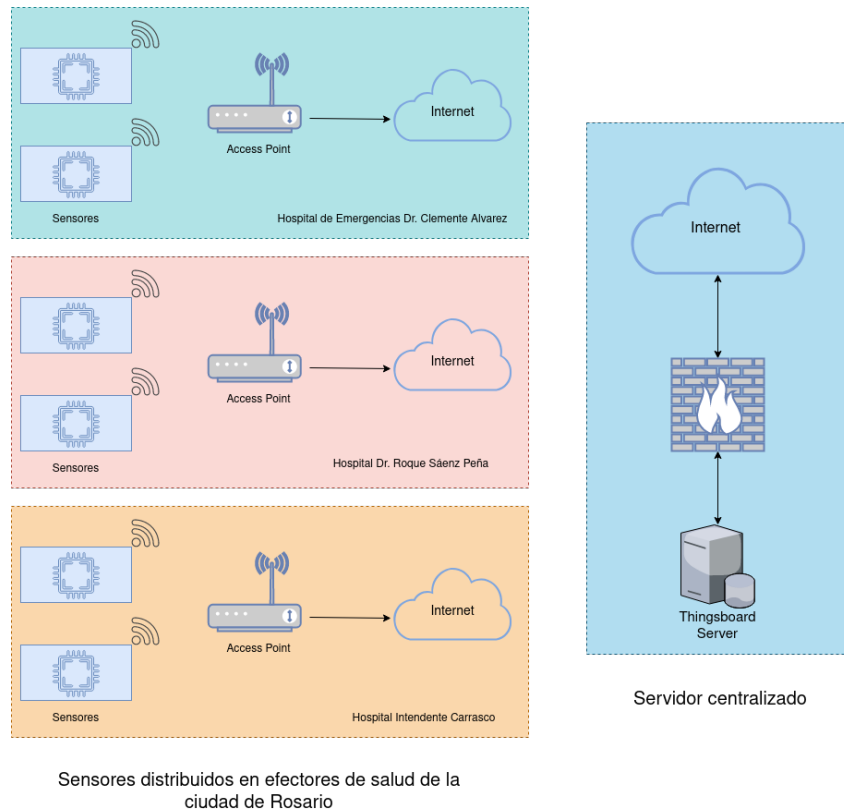 Internet
Access Point
Sensores
Hospital de Emergencias Dr. Clemente Alvarez
Internet
Access Point
Sensores
Hospital Dr. Roque Sáenz Peña
Internet
Access Point
Sensores
Hospital Intendente Carrasco
Sensores distribuidos en efectores de salud de la
ciudad de Rosario
Internet
Thingsboard
Server
Servidor centralizado